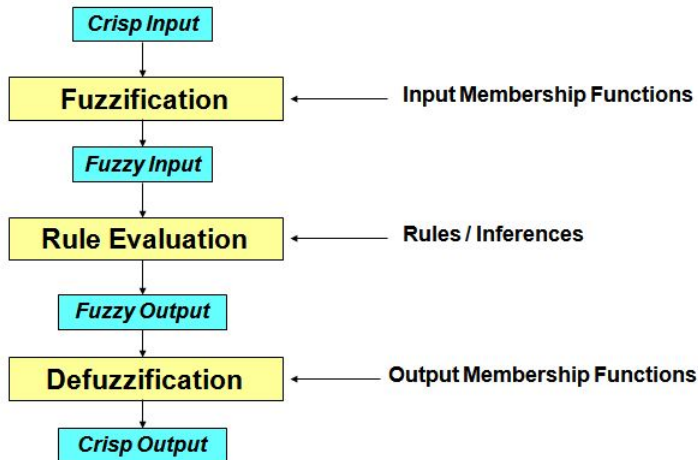 Crisp Input
Fuzzification
Input Membership Functions
Fuzzy Input
Rule Evaluation
Rules / Inferences
Fuzzy Output
Defuzzification
Output Membership Functions
Crisp Output